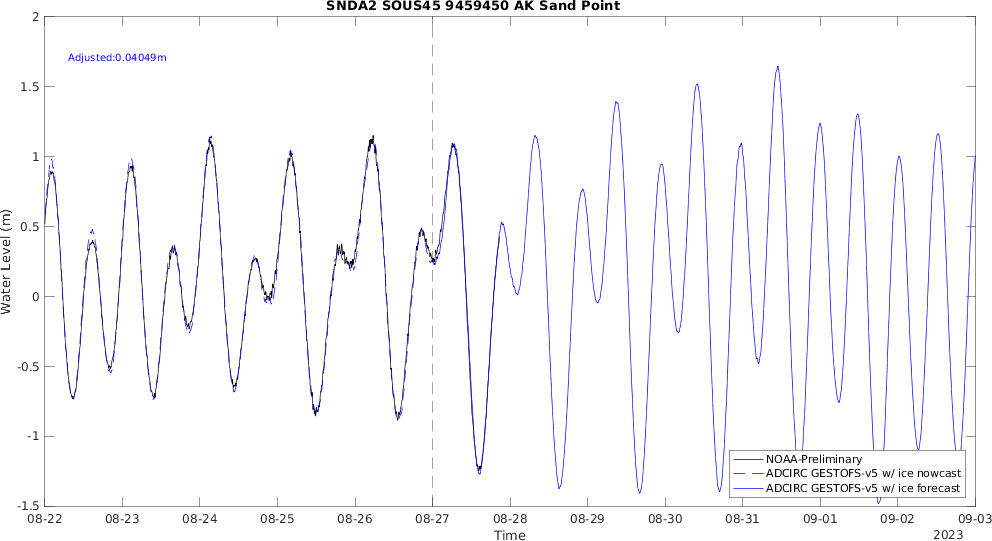 SNDA2 SOUS45 9459450 AK Sand Point
Adjusted:0.04049m
Water Level (m)
2
1.5
1
0.5
0
-0.5
-1
-1.5
NOAA-Preliminary
ADCIRC GESTOFS-v5 w/ ice nowcast
ADCIRC GESTOFS-v5 w/ ice forecast
08-22 08-23 08-24 08-25 08-26 08-27 08-28 08-29 08-30 08-31 09-01 09-02 09-03
Time
2023